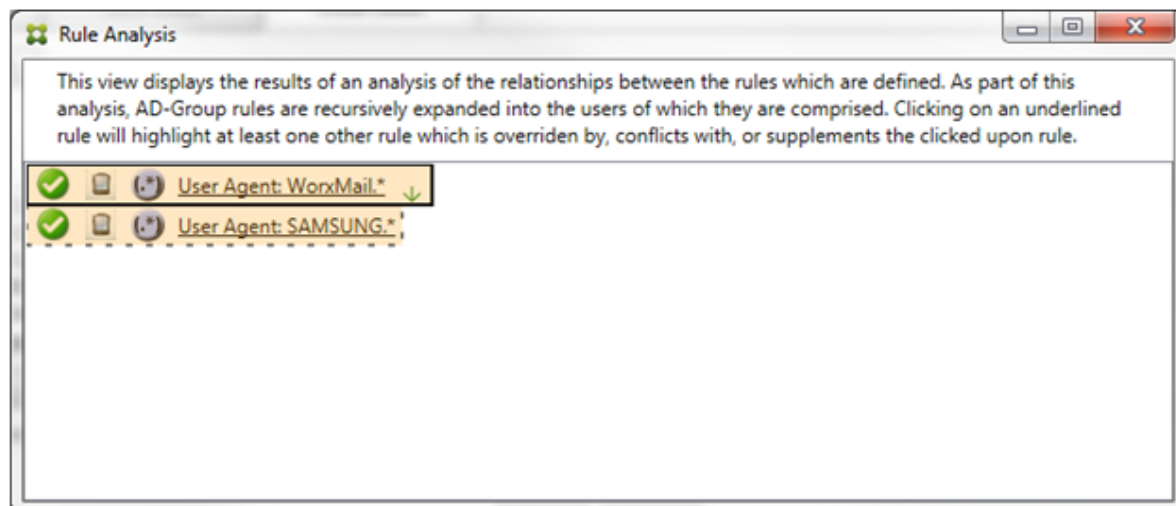 Rule Analysis
This view displays the results of an analysis of the relationships between the rules which are defined. As part of this
analysis, AD-Group rules are recursively expanded into the users of which they are comprised. Clicking on an underlined
rule will highlight at least one other rule which is overriden by, conflicts with, or supplements the clicked upon rule.
(.*) User Agent: WorxMail.*
(.*) User Agent: SAMSUNG.*